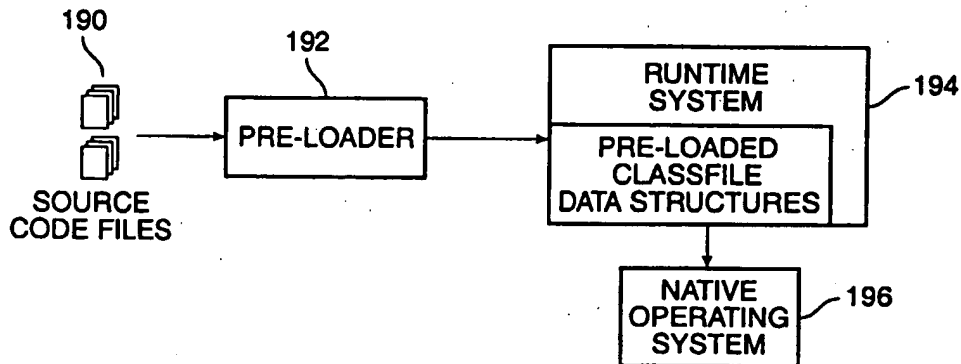 190
192
194
196
SOURCE
CODE FILES
PRE-LOADER
RUNTIME
SYSTEM
PRE-LOADED
CLASSFILE
DATA STRUCTURES
NATIVE
OPERATING
SYSTEM